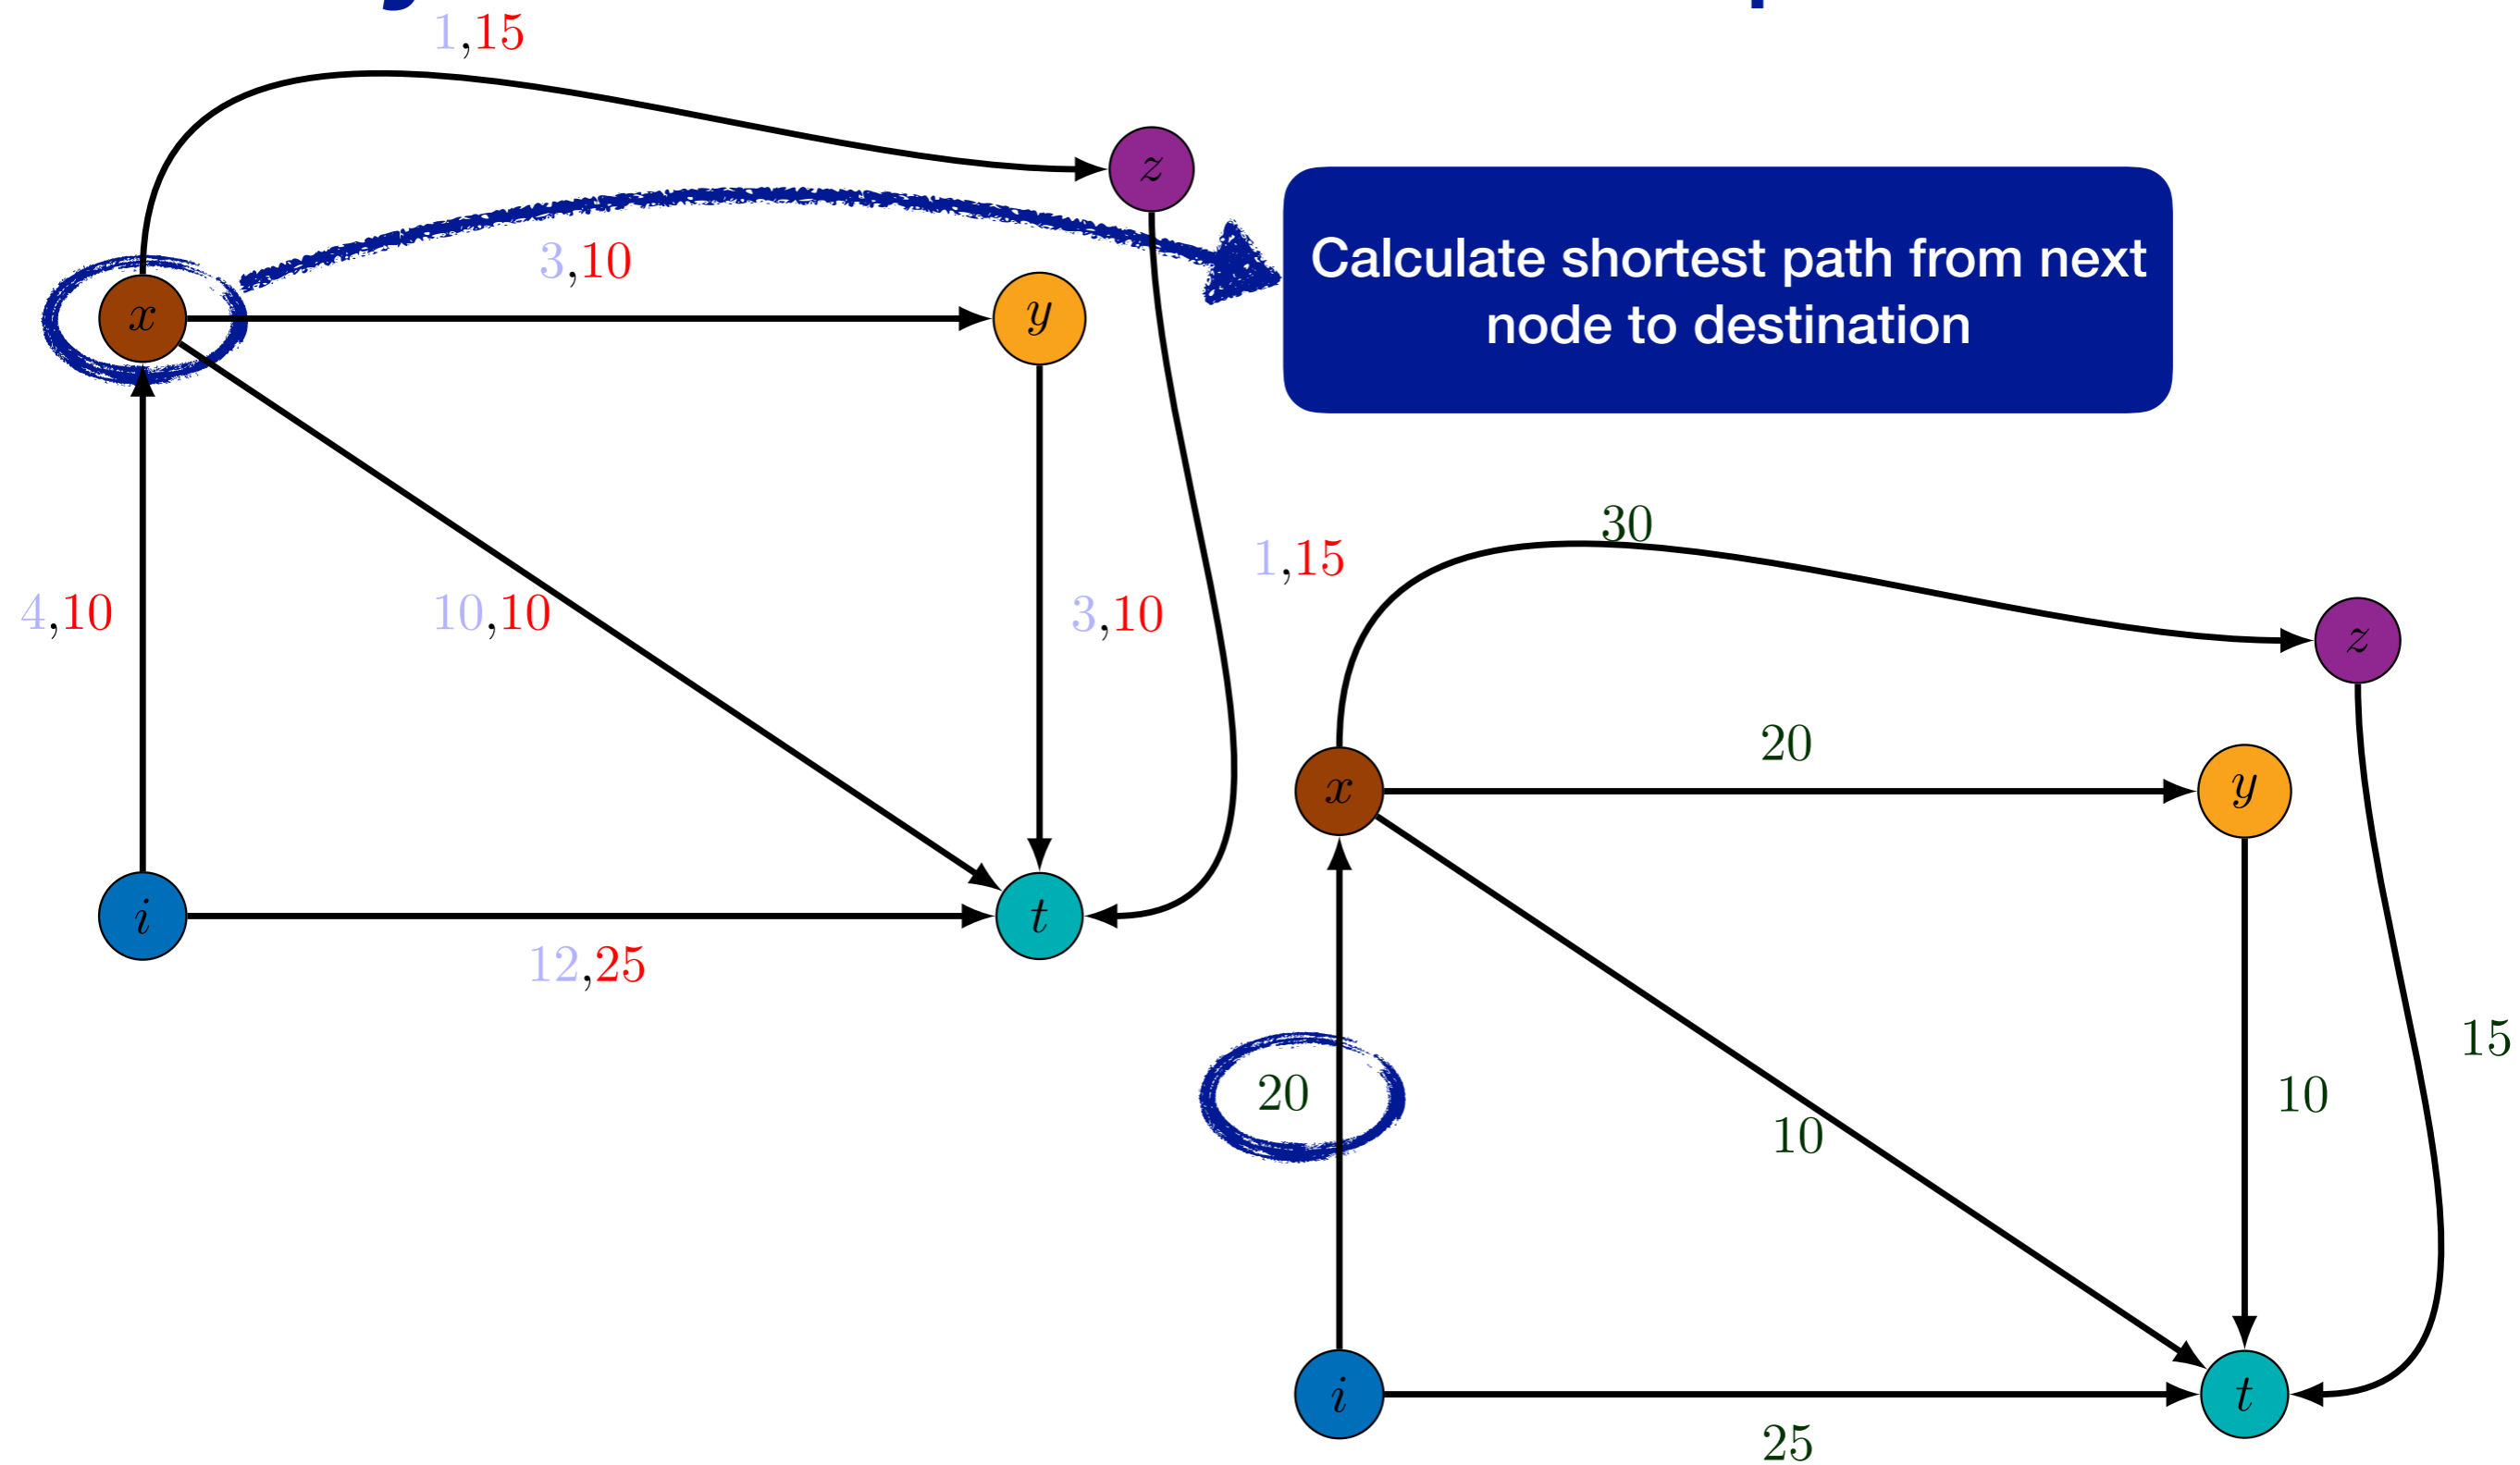 1,15
z
3,10
x
y
Calculate shortest path from next
node to destination
4,10
10,10
3,10
1,15
i
t
12,25
30
z
20
x
y
20
10
10
15
i
t
25